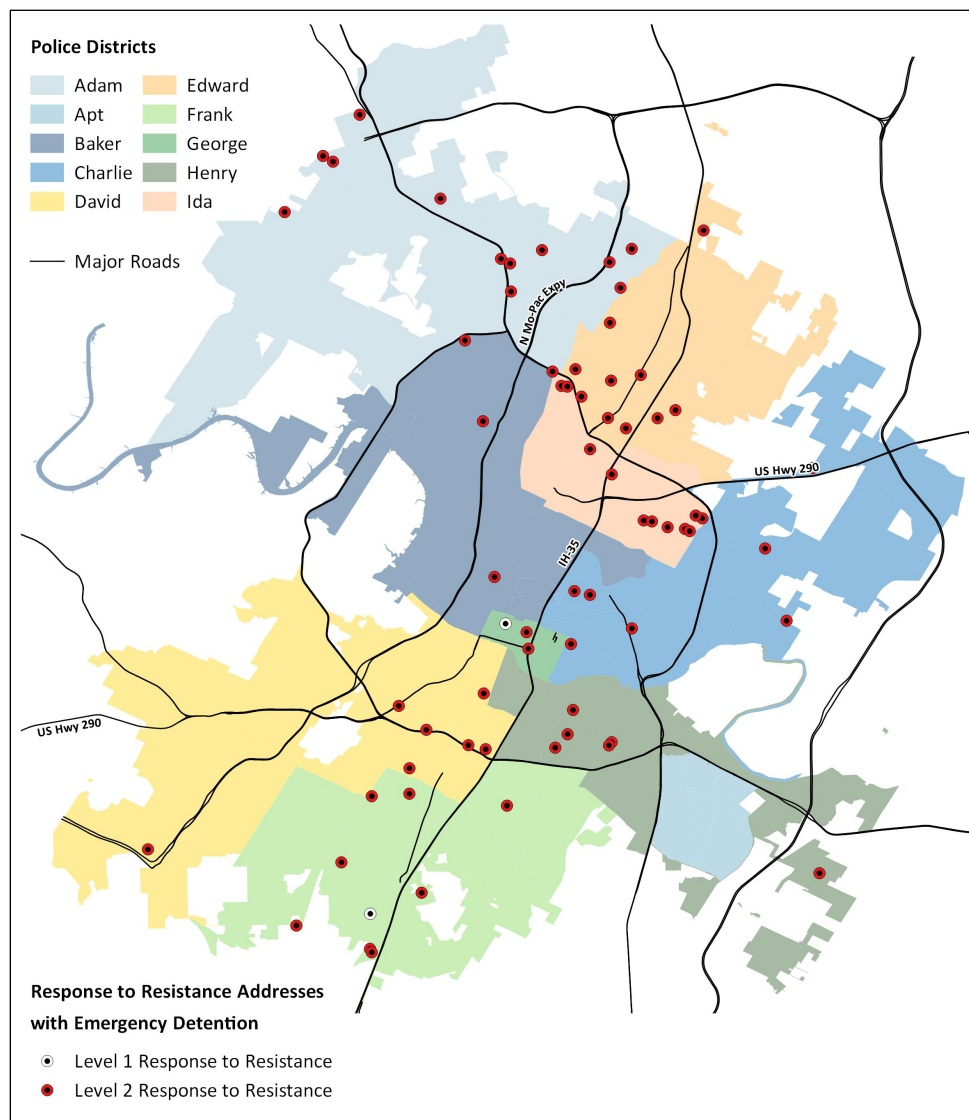 Police Districts
Adam
Edward
Apt
Frank
Baker
George
Charlie
Henry
David
Ida
Major Roads
N Mo-Pac Expy
US Hwy 290
IH-35
US Hwy 290
Response to Resistance Addresses
with Emergency Detention
Level 1 Response to Resistance
Level 2 Response to Resistance